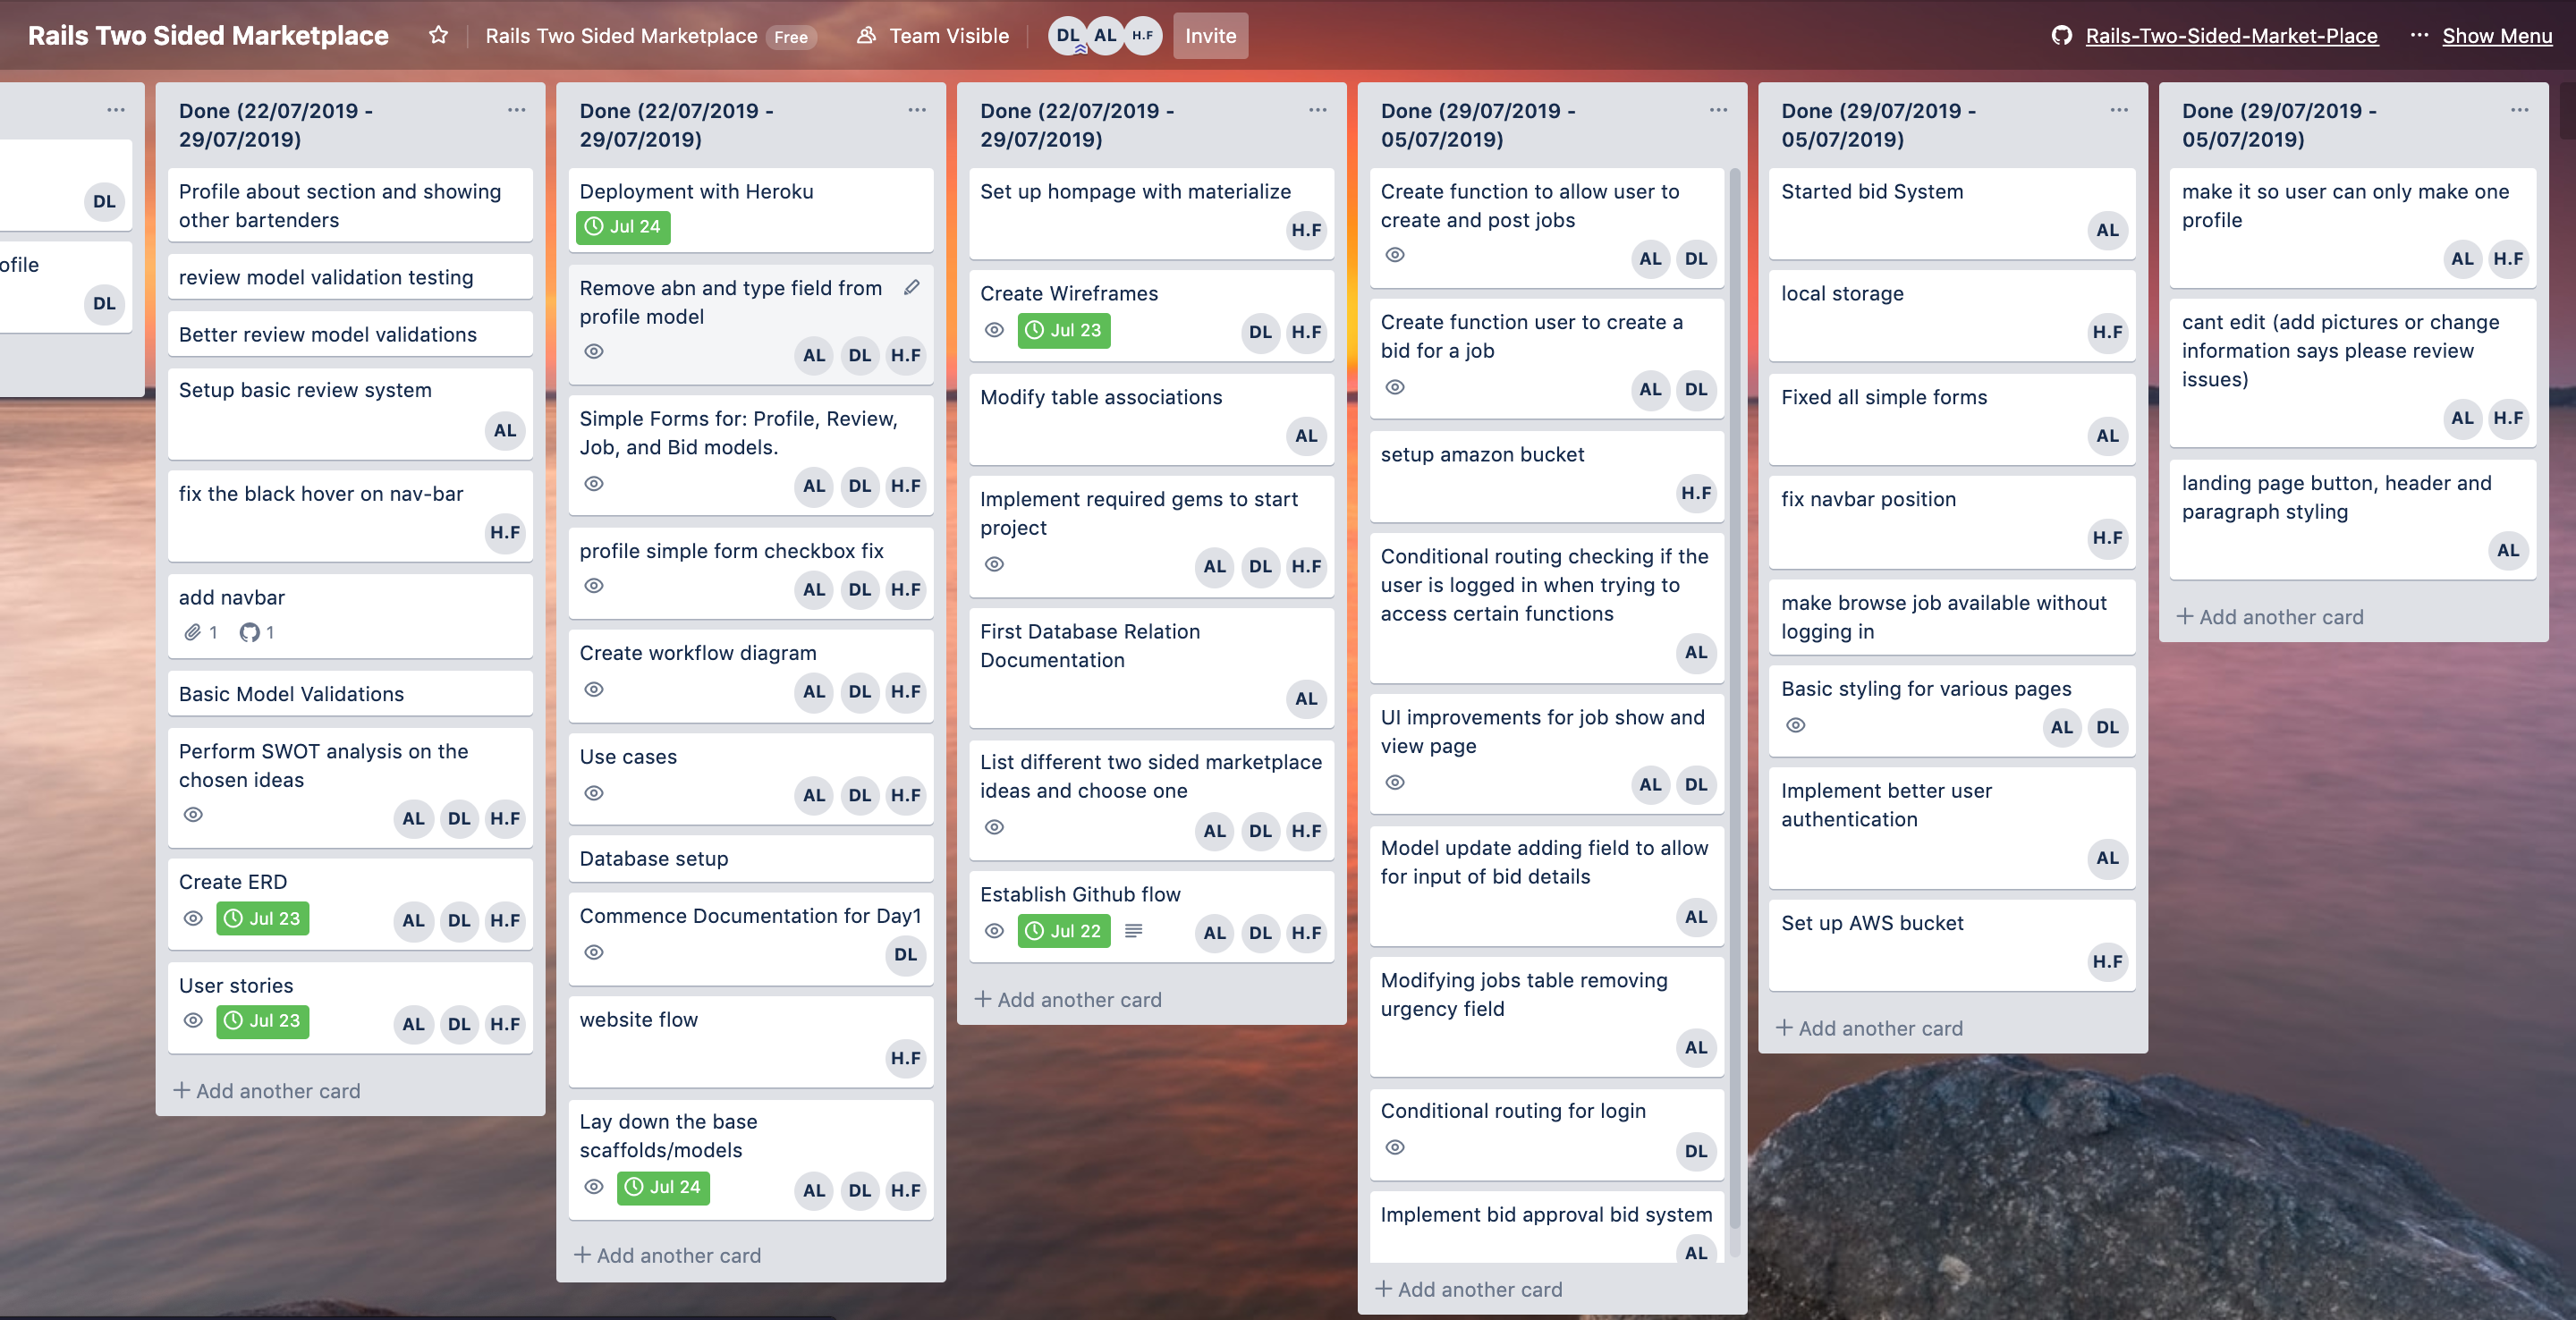 Rails Two Sided Marketplace
Rails Two Sided Marketplace Free
Team Visible
DL AL H.F
Invite
Rails-Two-Sided-Market-Place
Show Menu
DL
ofile
DL
Done (22/07/2019 -
29/07/2019)
Profile about section and showing
other bartenders
review model validation testing
Better review model validations
Setup basic review system
AL
fix the black hover on nav-bar
H.F
add navbar
1 1
Basic Model Validations
Perform SWOT analysis on the
chosen ideas
AL DL H.F
Create ERD
Jul 23 AL DL H.F
User stories
Jul 23 AL DL H.F
+ Add another card
Done (22/07/2019 -
29/07/2019)
Deployment with Heroku
Jul 24
Remove abn and type field from
profile model
AL DL H.F
Simple Forms for: Profile, Review,
Job, and Bid models.
AL DL H.F
profile simple form checkbox fix
AL DL H.F
Create workflow diagram
AL DL H.F
Use cases
AL DL H.F
Database setup
Commence Documentation for Day1
DL
website flow
H.F
Lay down the base
scaffolds/models
Jul 24 AL DL H.F
+ Add another card
Done (22/07/2019 -
29/07/2019)
Set up hompage with materialize
H.F
Create Wireframes
Jul 23 DL H.F
Modify table associations
AL
Implement required gems to start
project
AL DL H.F
First Database Relation
Documentation
AL
List different two sided marketplace
ideas and choose one
AL DL H.F
Establish Github flow
Jul 22 AL DL H.F
+ Add another card
Done (29/07/2019 -
05/07/2019)
Create function to allow user to
create and post jobs
AL DL
Create function user to create a
bid for a job
AL DL
setup amazon bucket
H.F
Conditional routing checking if the
user is logged in when trying to
access certain functions
AL
UI improvements for job show and
view page
AL DL
Model update adding field to allow
for input of bid details
AL
Modifying jobs table removing
urgency field
AL
Conditional routing for login
DL
Implement bid approval bid system
AL
+ Add another card
Done (29/07/2019 -
05/07/2019)
Started bid System
AL
local storage
H.F
Fixed all simple forms
AL
fix navbar position
H.F
make browse job available without
logging in
Basic styling for various pages
AL DL
Implement better user
authentication
AL
Set up AWS bucket
H.F
+ Add another card
Done (29/07/2019 -
05/07/2019)
make it so user can only make one
profile
AL H.F
cant edit (add pictures or change
information says please review
issues)
AL H.F
landing page button, header and
paragraph styling
AL
+ Add another card